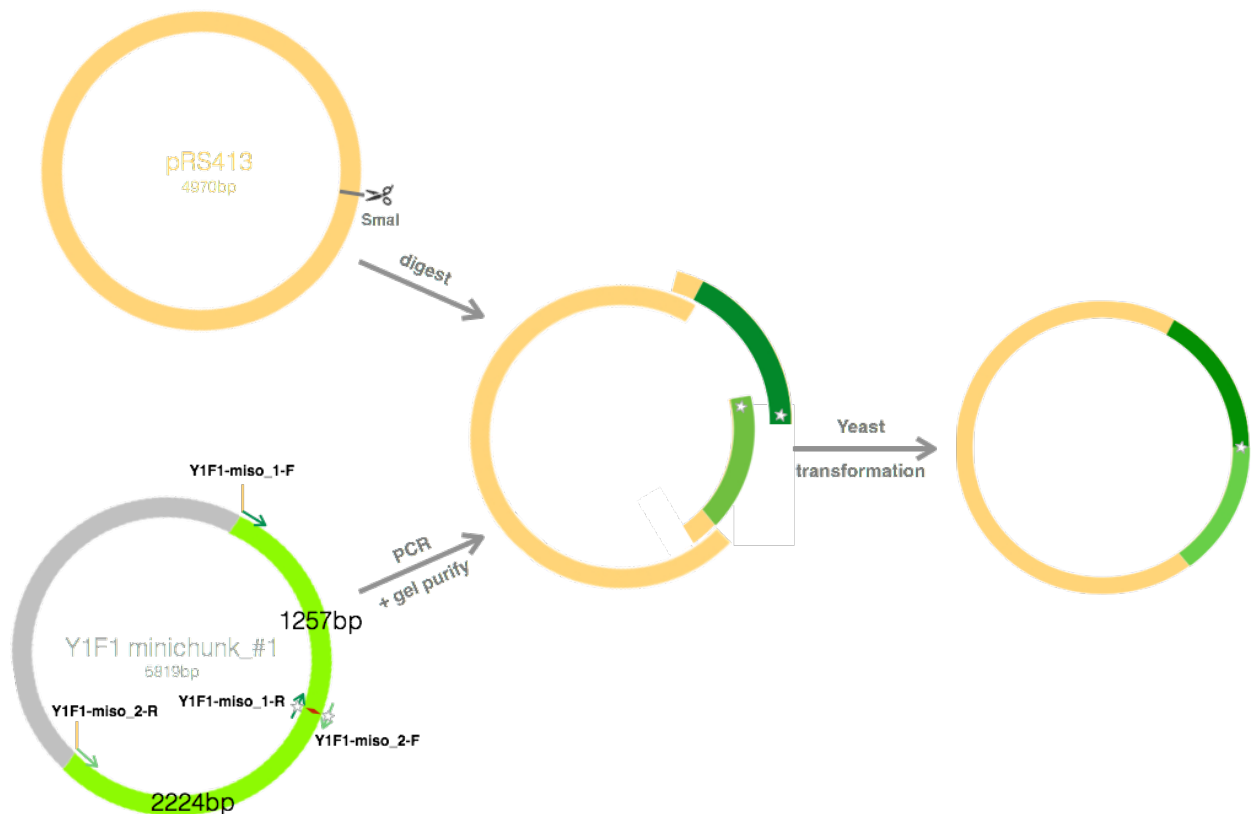 pRS413
4970bp
SmaI
digest
Y1F1-miso_1-F
PCR
+ gel purify
1257bp
Y1F1 minichunk_#1
5819bp
Y1F1-miso_1-R
Y1F1-miso_2-R
Y1F1-miso_2-F
2224bp
Yeast
transformation